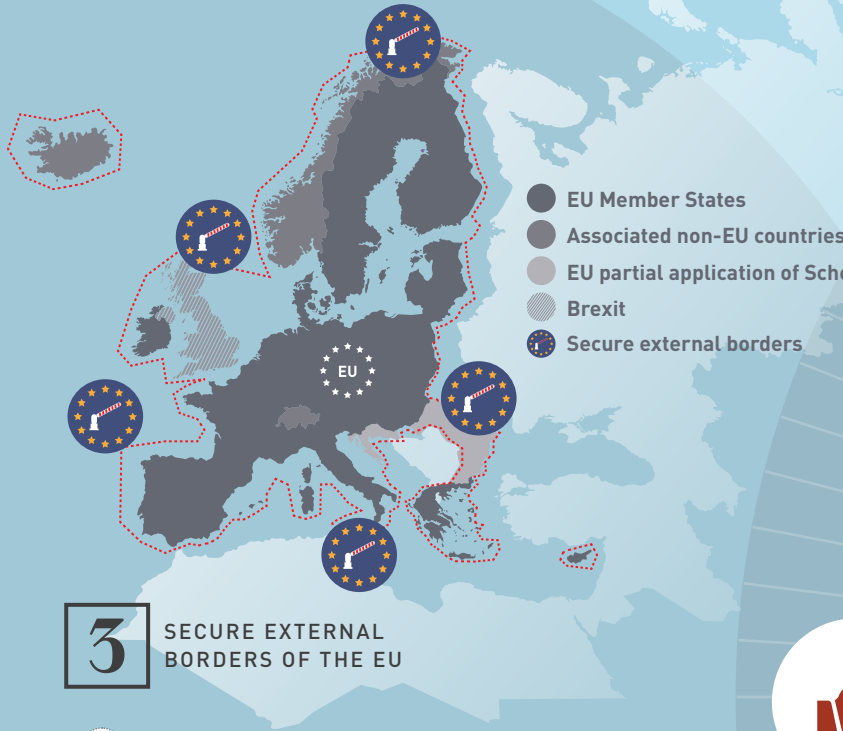 EU Member States
Associated non-EU countries
EU partial application of
Brexit
Secure external borders
EU
3
SECURE EXTERNAL
BORDERS OF THE EU